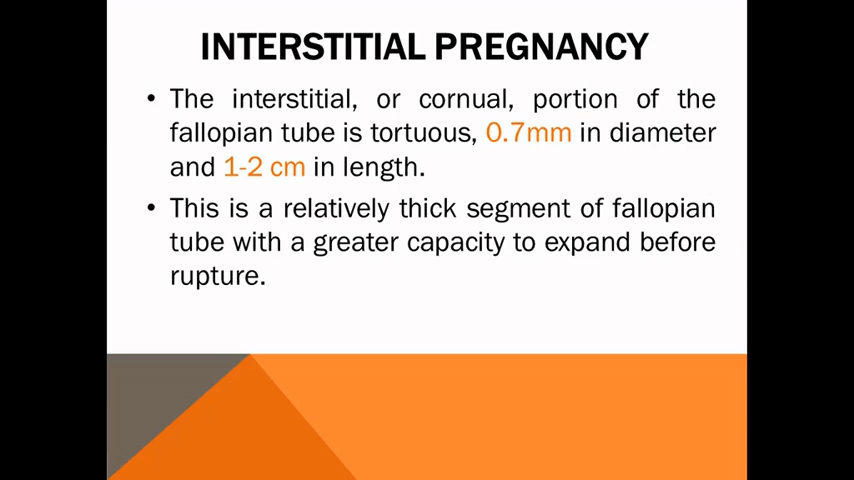 INTERSTITIAL PREGNANCY
• The interstitial, or cornual, portion of the
fallopian tube is tortuous, 0.7mm in diameter
and 1-2 cm in length.
• This is a relatively thick segment of fallopian
tube with a greater capacity to expand before
rupture.